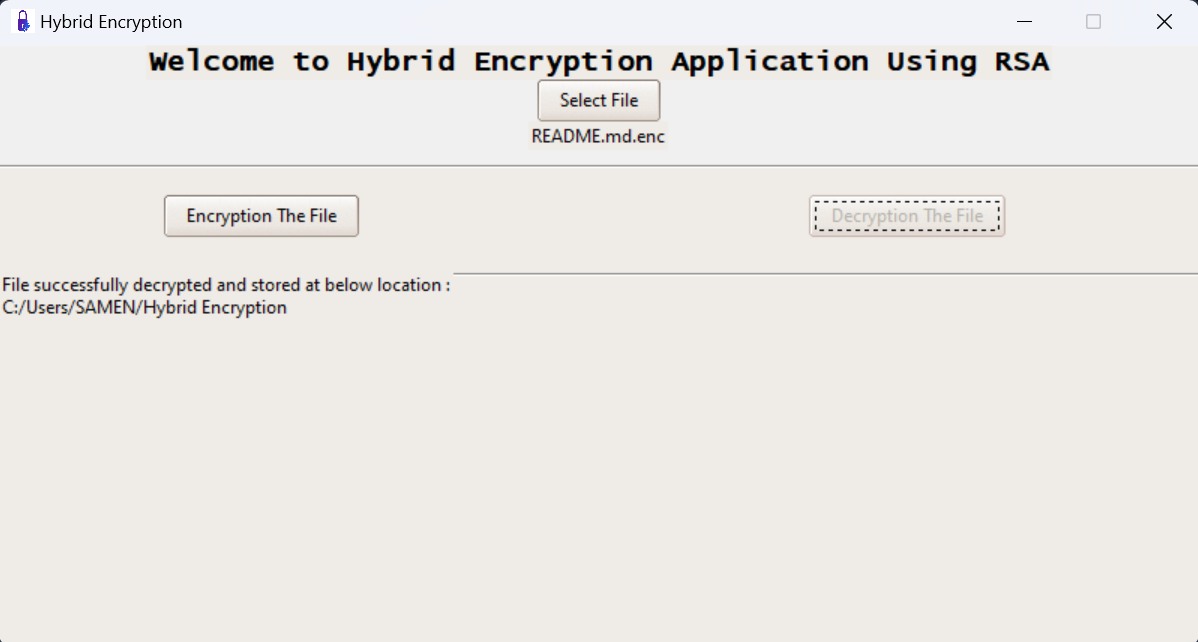 Hybrid Encryption
Welcome to Hybrid Encryption Application Using RSA
Select File
README.md.enc
Encryption The File
Decryption The File
File successfully decrypted and stored at below location :
C:/Users/SAMEN/Hybrid Encryption